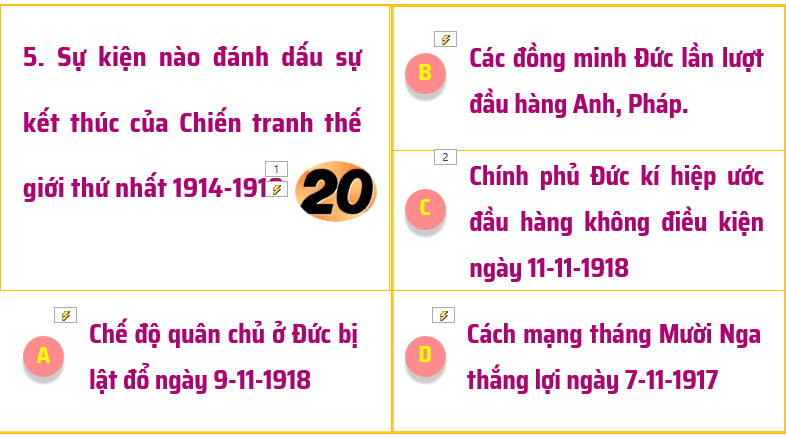 5. Sự kiện nào đánh dấu sự
kết thúc của Chiến tranh thế
giới thứ nhất 1914-1918
1
20
A
Chế độ quân chủ ở Đức bị
lật đổ ngày 9-11-1918
B
Các đồng minh Đức lần lượt
đầu hàng Anh, Pháp.
2
C
Chính phủ Đức kí hiệp ước
đầu hàng không điều kiện
ngày 11-11-1918
D
Cách mạng tháng Mười Nga
thắng lợi ngày 7-11-1917